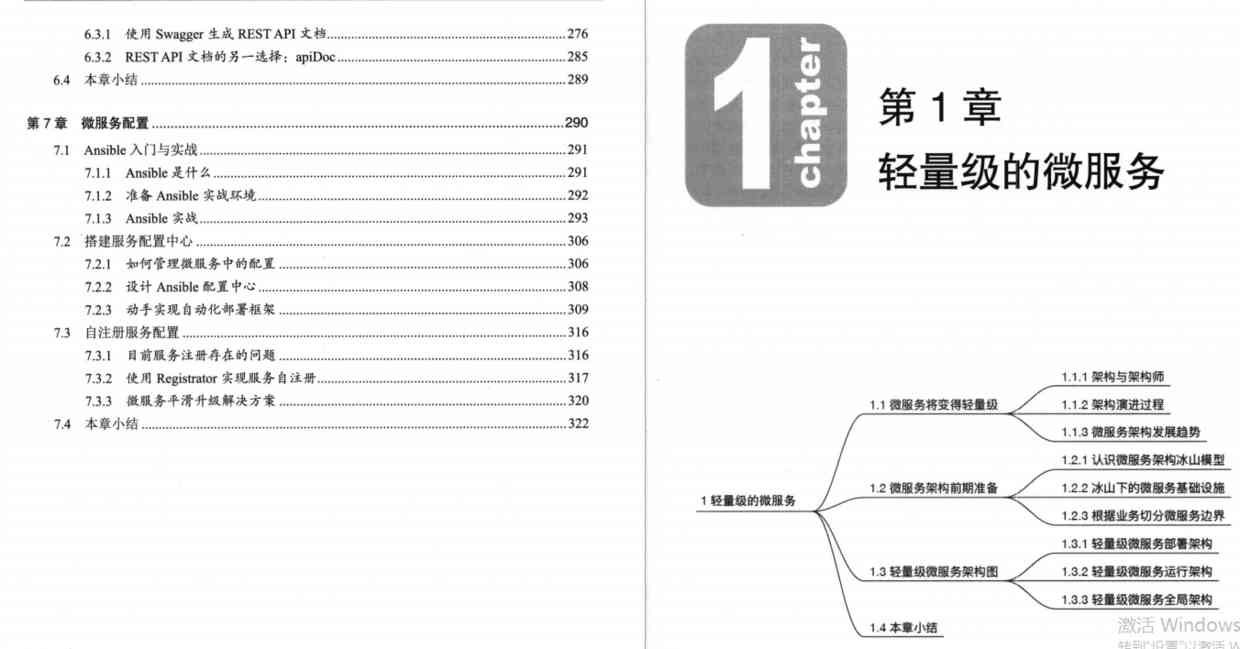 6.3.1 使用 Swagger 生成 REST API 文档........276
6.3.2 REST API 文档的另一选择：apiDoc........285
6.4 本章小结........289
第 7 章 微服务配置........290
7.1 Ansible 入门与实战........291
7.1.1 Ansible 是什么........291
7.1.2 准备 Ansible 实战环境........292
7.1.3 Ansible 实战........293
7.2 搭建服务配置中心........306
7.2.1 如何管理微服务中的配置........306
7.2.2 设计 Ansible 配置中心........308
7.2.3 动手实现自动化部署框架........309
7.3 自注册服务配置........316
7.3.1 目前服务注册存在的问题........316
7.3.2 使用 Registrator 实现服务自注册........317
7.3.3 微服务平滑升级解决方案........320
7.4 本章小结........322
1 chapter
第 1 章
轻量级的微服务
1 轻量级的微服务
1.1 微服务将变得轻量级
1.1.1 架构与架构师
1.1.2 架构演进过程
1.1.3 微服务架构发展趋势
1.2 微服务架构前期准备
1.2.1 认识微服务架构冰山模型
1.2.2 冰山下的微服务基础设施
1.2.3 根据业务切分微服务边界
1.3 轻量级微服务架构图
1.3.1 轻量级微服务部署架构
1.3.2 轻量级微服务运行架构
1.3.3 轻量级微服务全局架构
1.4 本章小结
激活 Windows
转到"设置"以激活 W